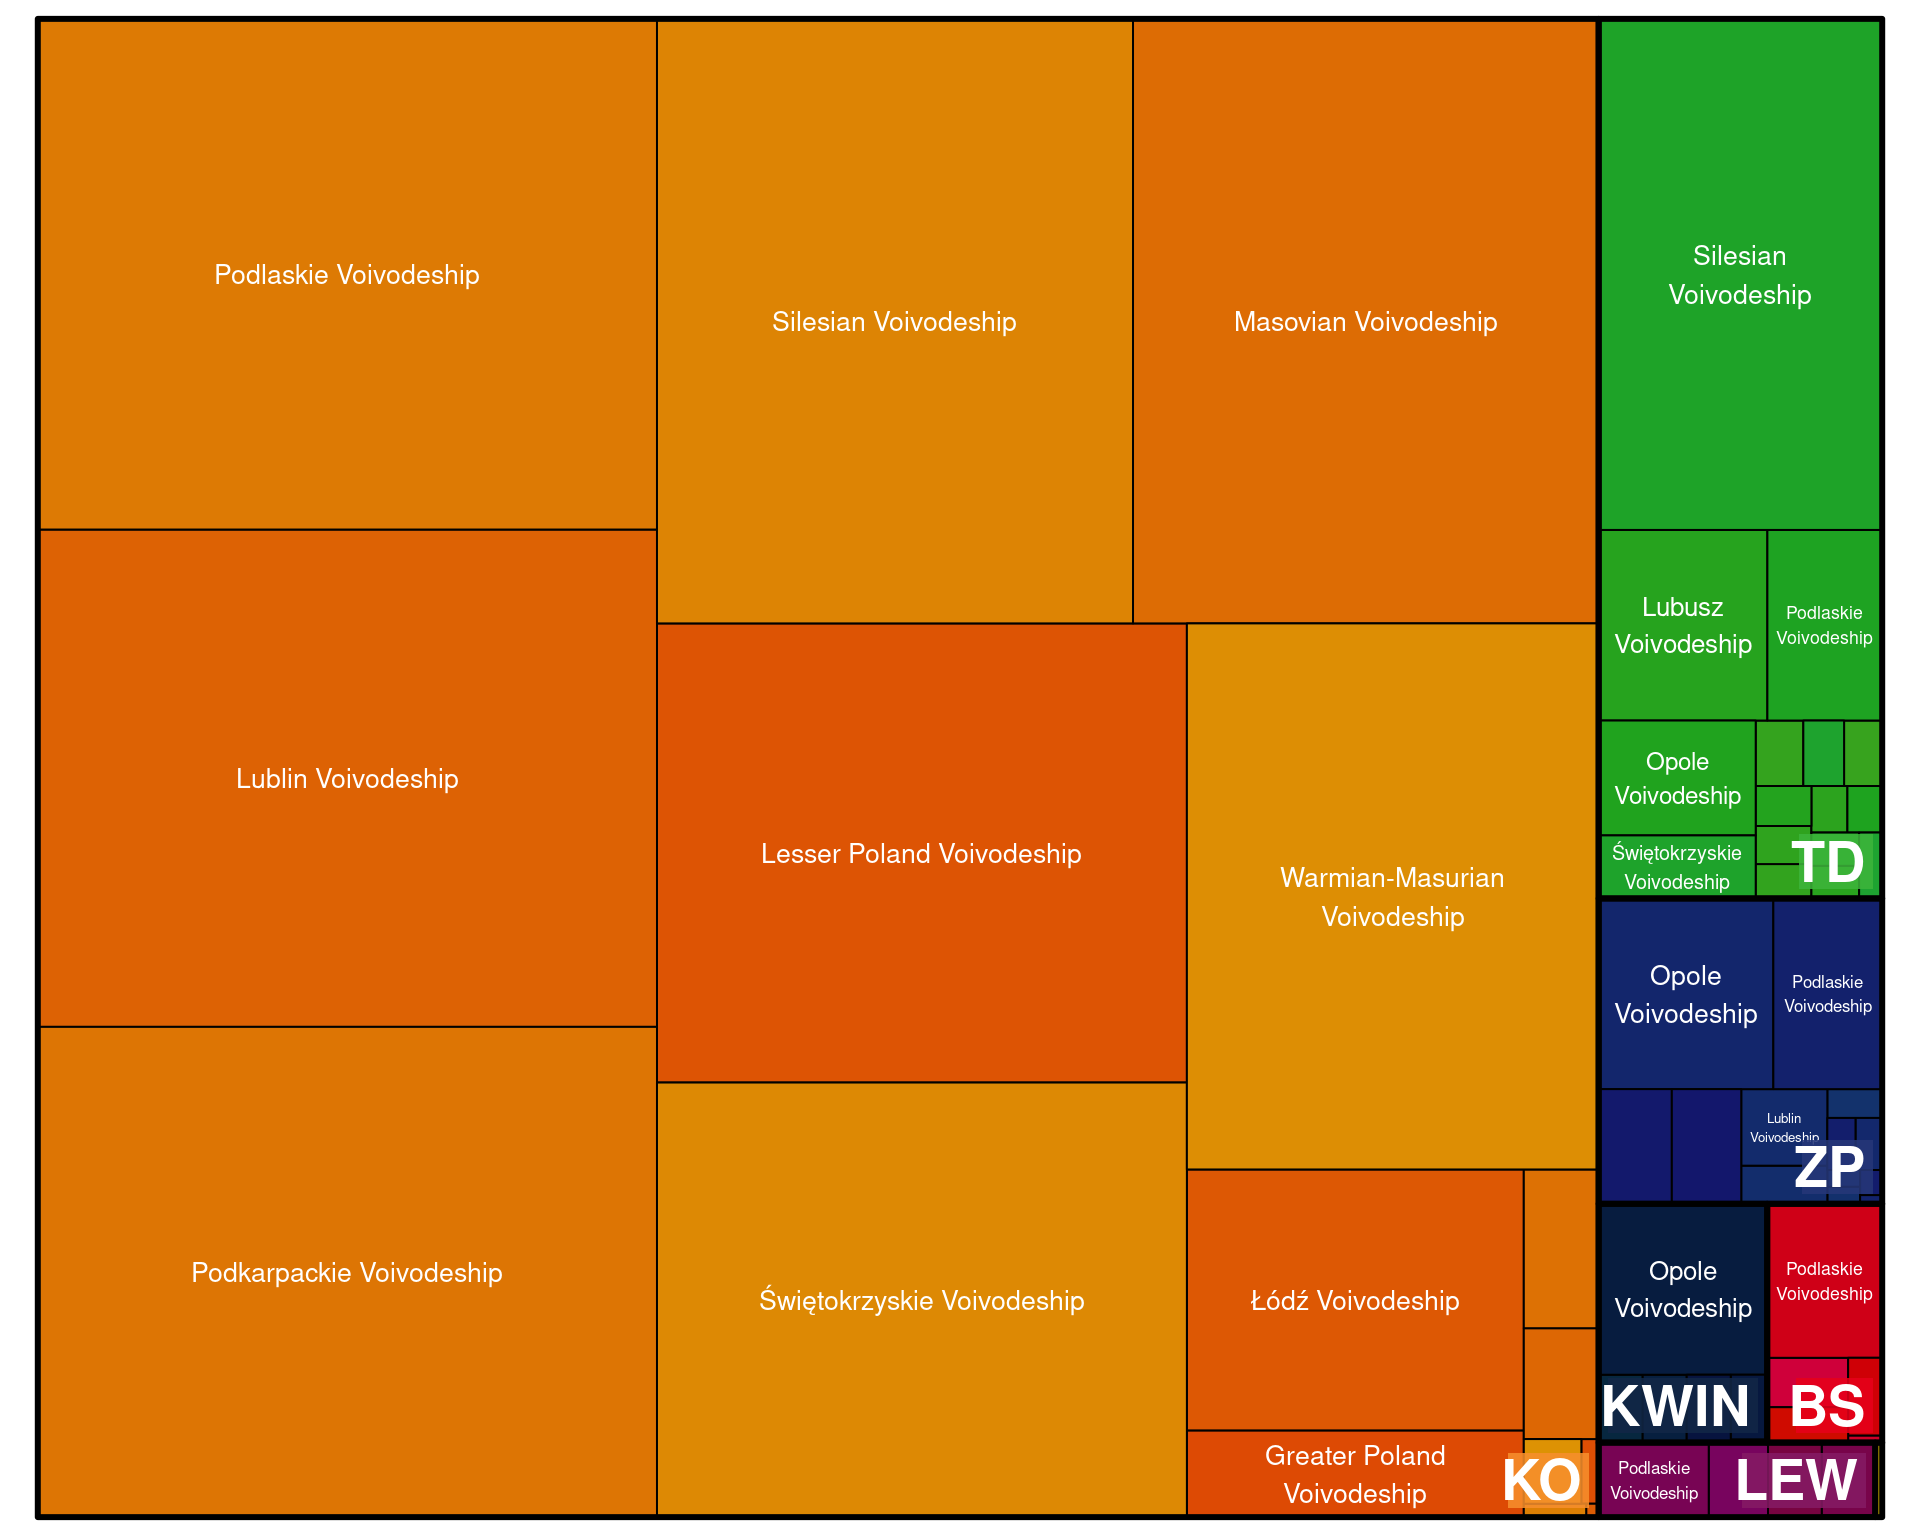 Podlaskie Voivodeship
Silesian Voivodeship
Masovian Voivodeship
Lublin Voivodeship
Podkarpackie Voivodeship
Lesser Poland Voivodeship
Świętokrzyskie Voivodeship
Warmian-Masurian
Voivodeship
Łódź Voivodeship
Greater Poland
Voivodeship
KO
Silesian
Voivodeship
Lubusz
Voivodeship
Podlaskie
Voivodeship
Opole
Voivodeship
Świętokrzyskie
Voivodeship
TD
Opole
Voivodeship
Podlaskie
Voivodeship
Lublin
Voivodeship
ZP
Opole
Voivodeship
KWIN
Podlaskie
Voivodeship
BS
Podlaskie
Voivodeship
LEW